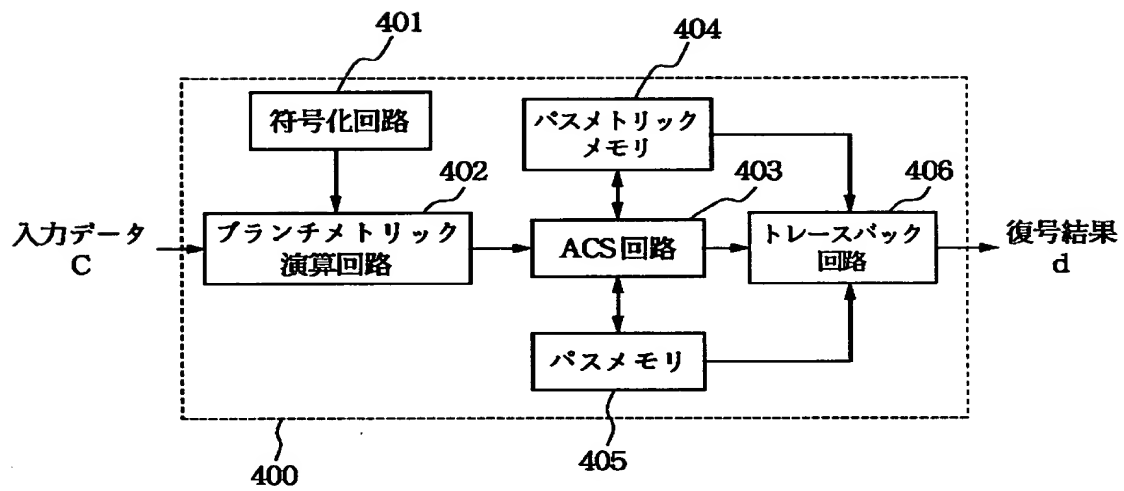 401
404
符号化回路
パスメトリック
メモリ
402
403
406
入力データ
C
ブランチメトリック
演算回路
ACS回路
トレースバック
回路
復号結果
d
パスメモリ
400
405